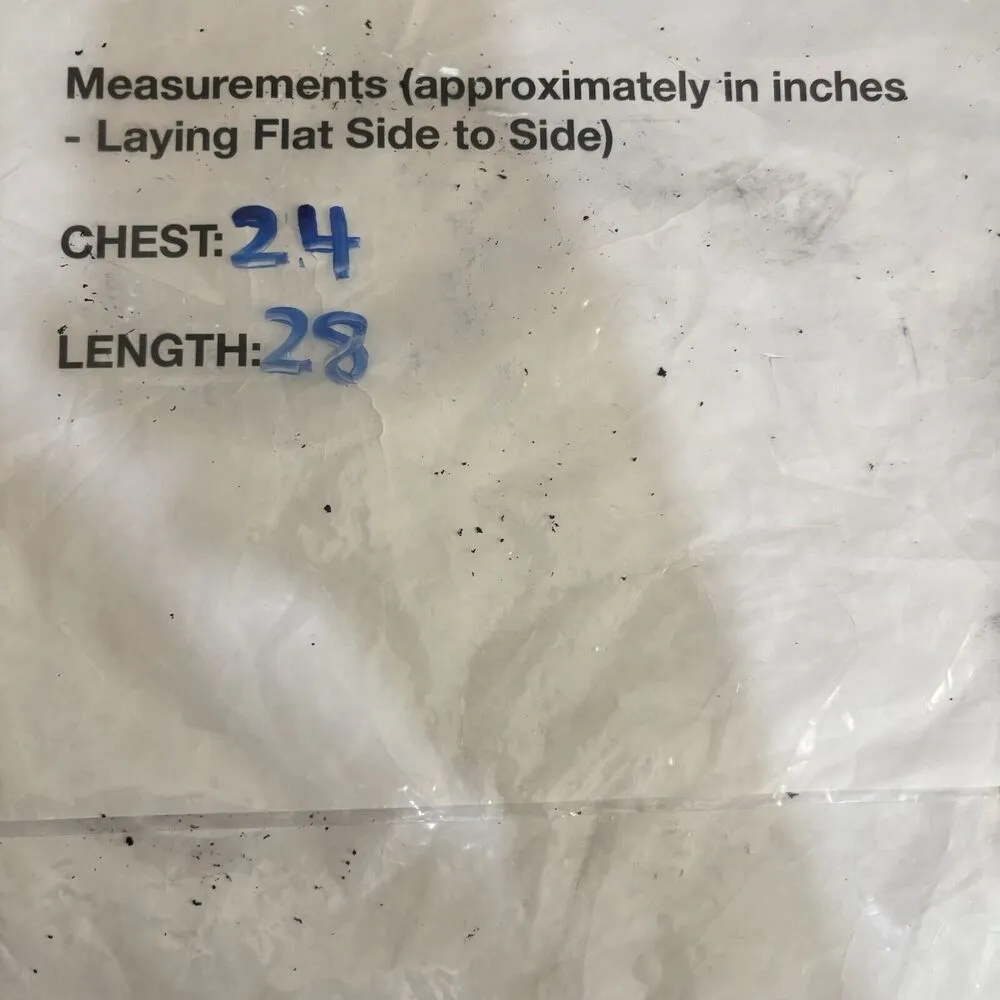 Measurements (approximately in inches
- Laying Flat Side to Side)
CHEST: 24
LENGTH: 28